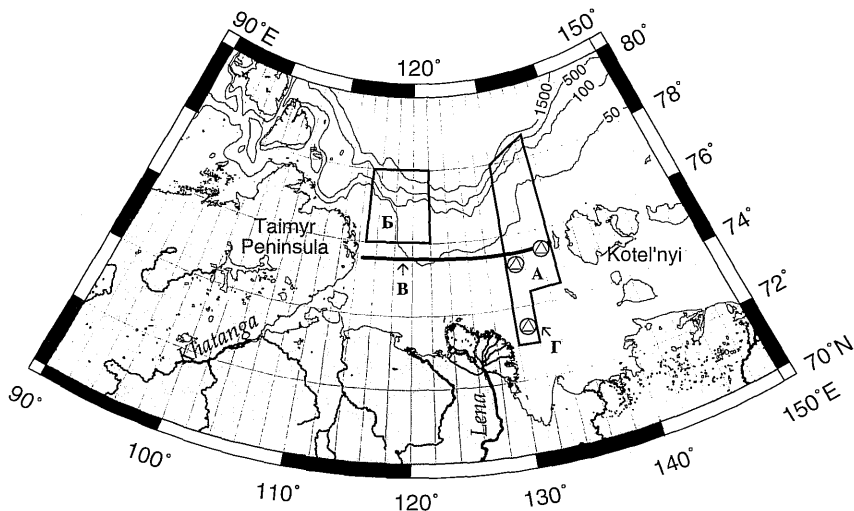 90°E
120°
150°
80°
1500
500
100
78°
50
76°
Б
Taimyr
Peninsula
74°
Kotel'nyi
А
В
72°
Khatanga
Г
70°N
Lena
90°
150°E
100°
140°
110°
120°
130°